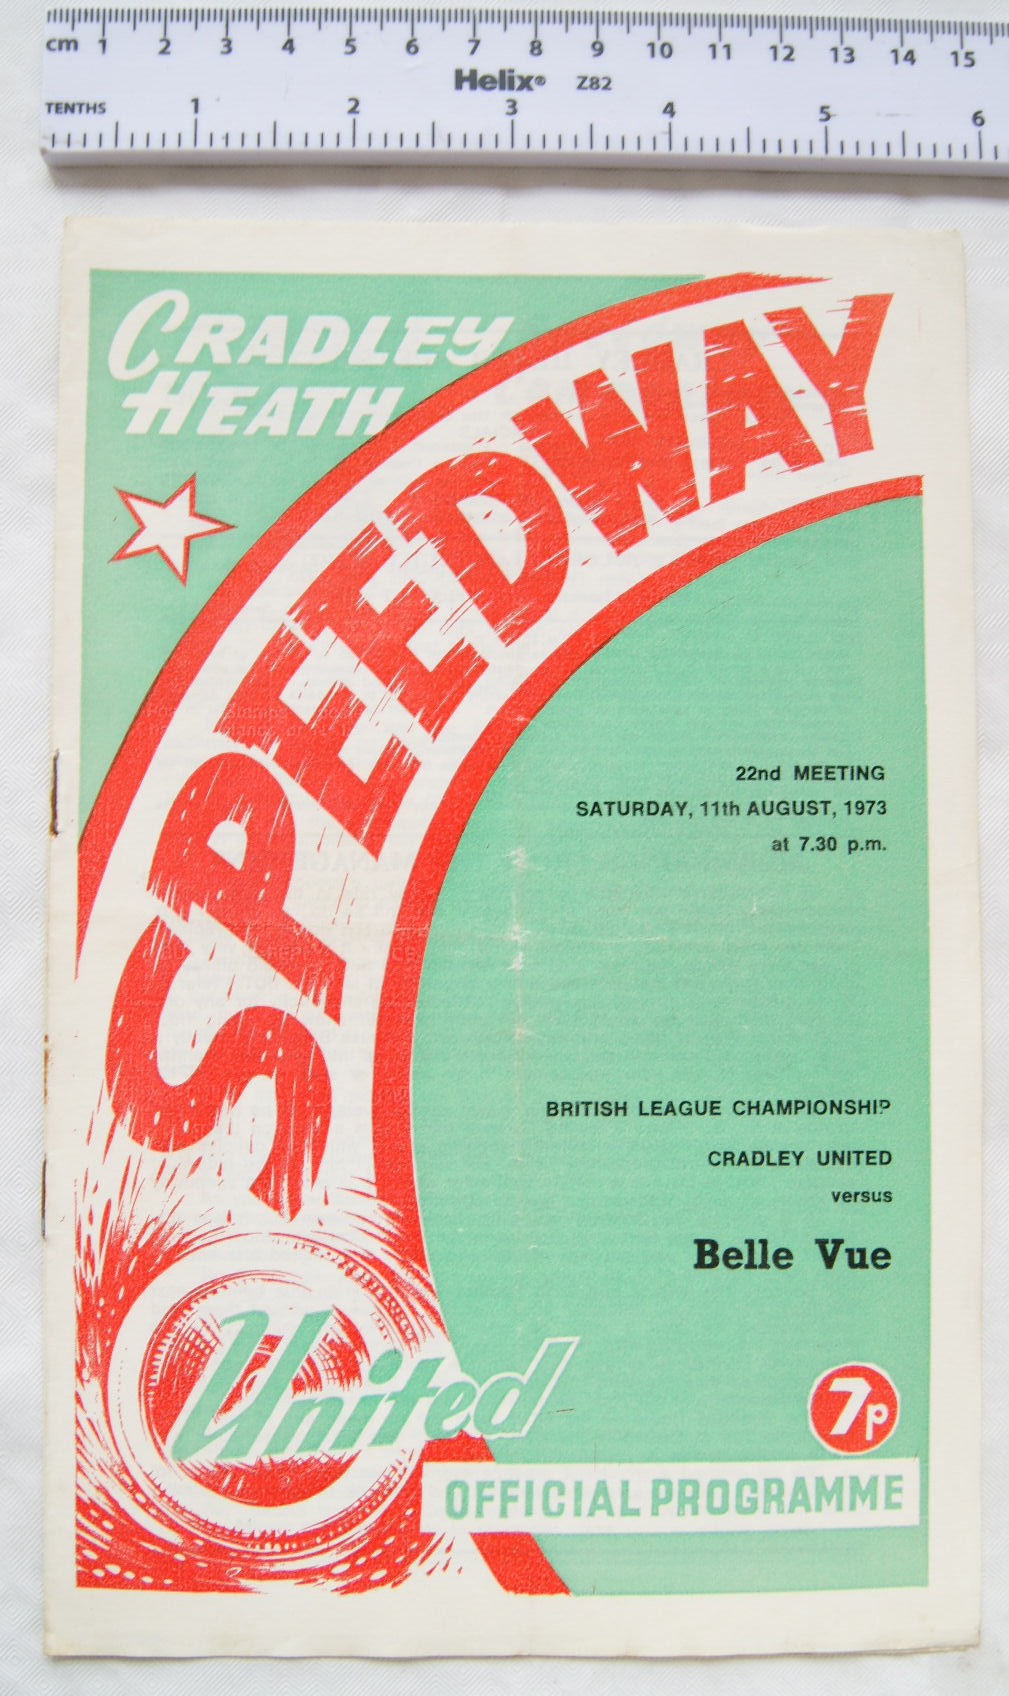 cm 1 2 3 4 5 6 7 8 9 10 11 12 13 14 15
Helix® Z82
TENTHS 1 2 3 4 5 6
CRADLEY
HEATH
SPEEDWAY
22nd MEETING
SATURDAY, 11th AUGUST, 1973
at 7.30 p.m.
BRITISH LEAGUE CHAMPIONSHIP
CRADLEY UNITED
versus
Belle Vue
United
7p
OFFICIAL PROGRAMME